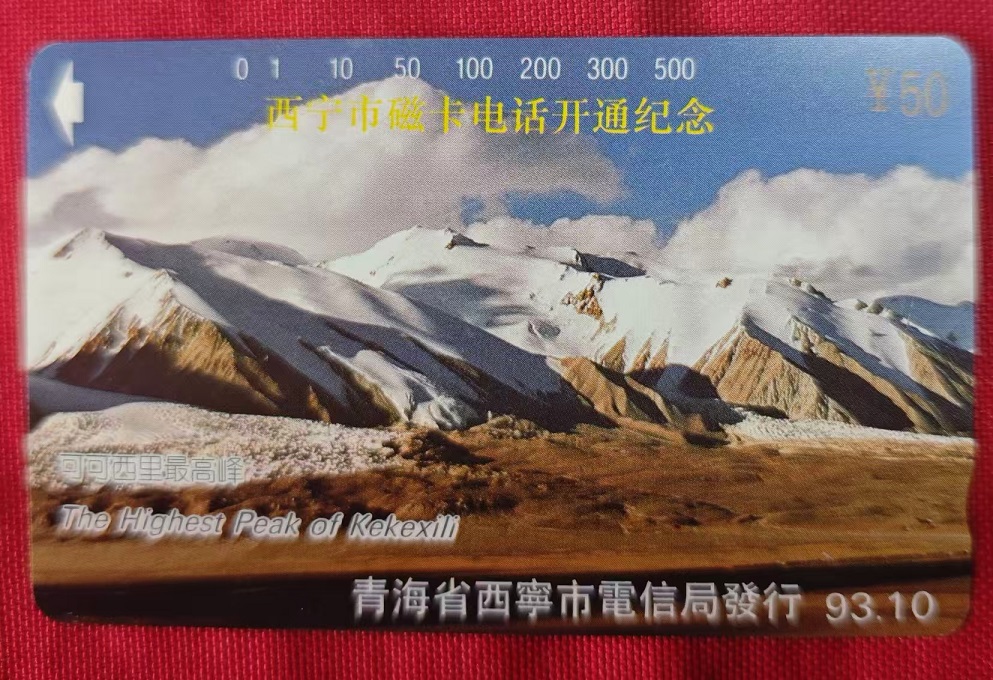 0 1 10 50 100 200 300 500
¥50
西宁市磁卡电话开通纪念
可可西里最高峰
The Highest Peak of Kekexili
青海省西寧市電信局發行 93.10